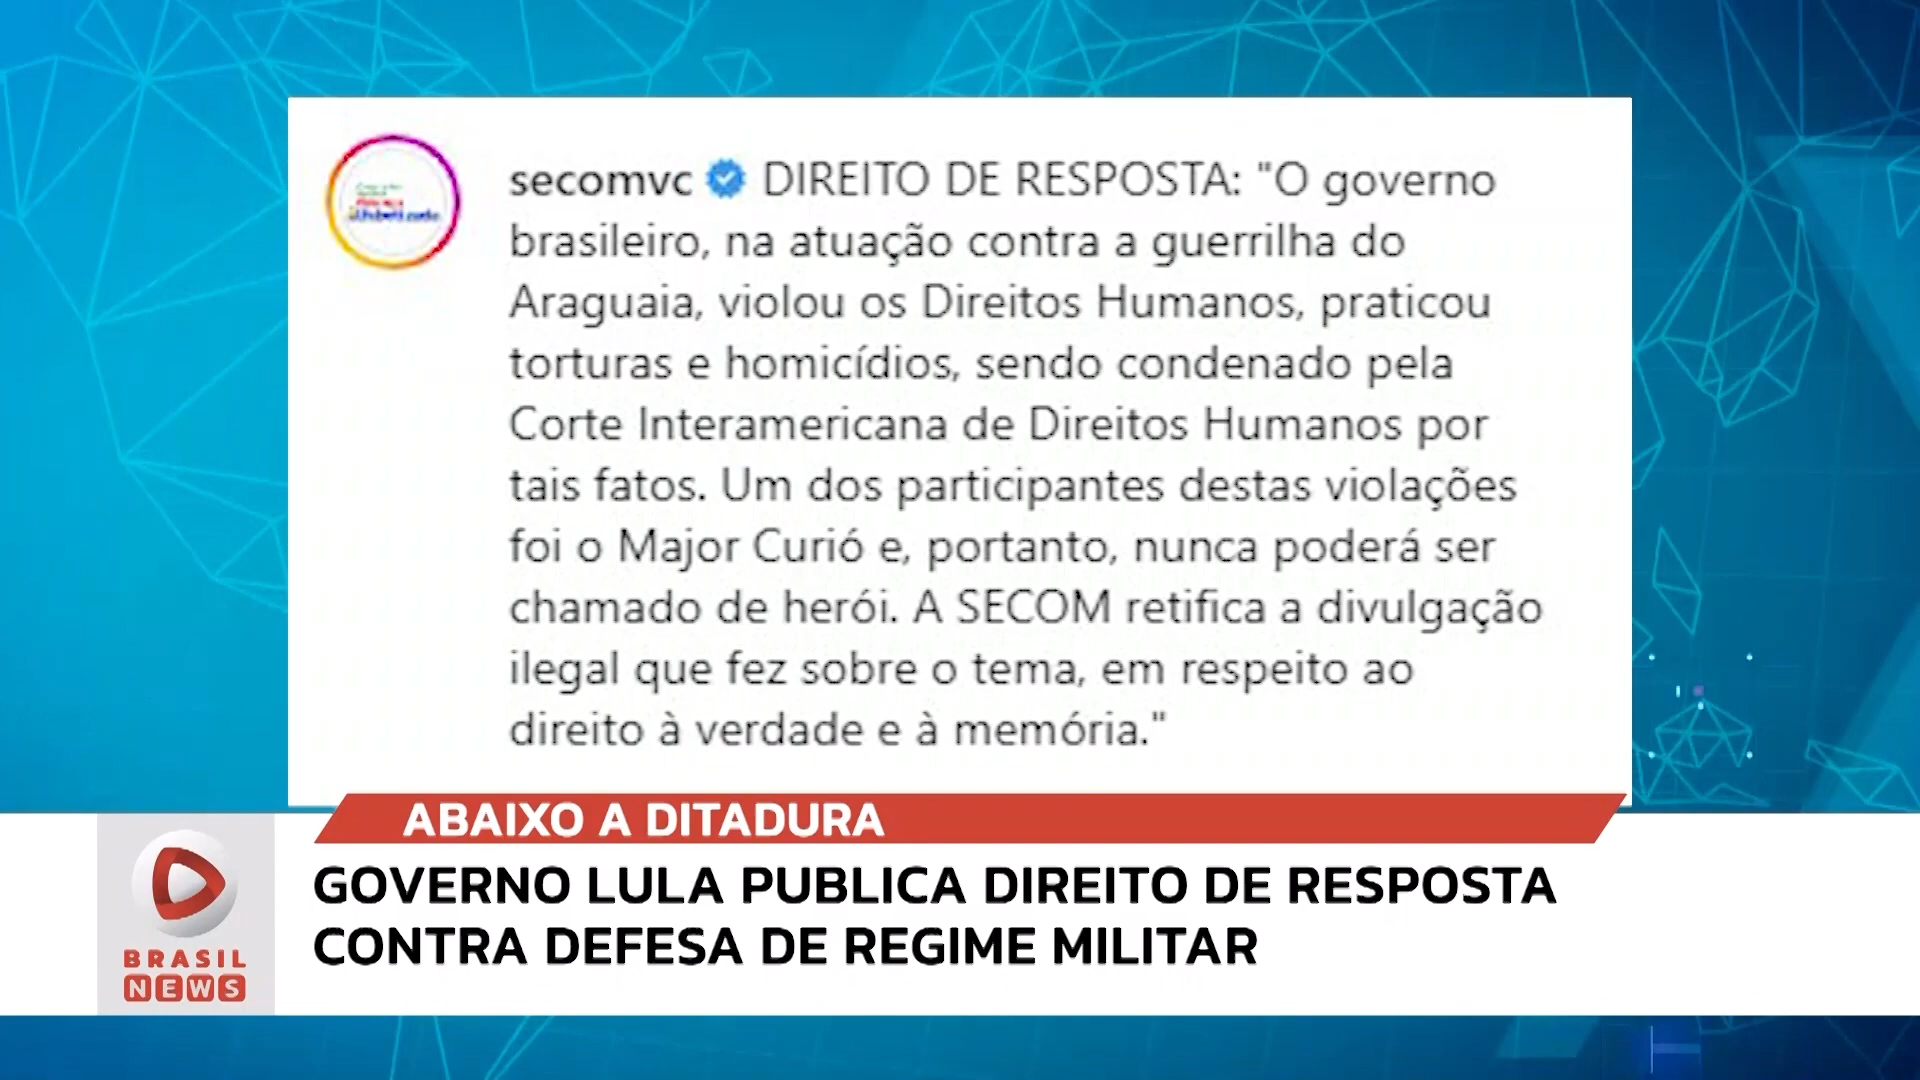 secomvc DIREITO DE RESPOSTA: "O governo
brasileiro, na atuação contra a guerrilha do
Araguaia, violou os Direitos Humanos, praticou
torturas e homicídios, sendo condenado pela
Corte Interamericana de Direitos Humanos por
tais fatos. Um dos participantes destas violações
foi o Major Curió e, portanto, nunca poderá ser
chamado de herói. A SECOM retifica a divulgação
ilegal que fez sobre o tema, em respeito ao
direito à verdade e à memória."
ABAIXO A DITADURA
GOVERNO LULA PUBLICA DIREITO DE RESPOSTA
CONTRA DEFESA DE REGIME MILITAR
BRASIL
NEWS